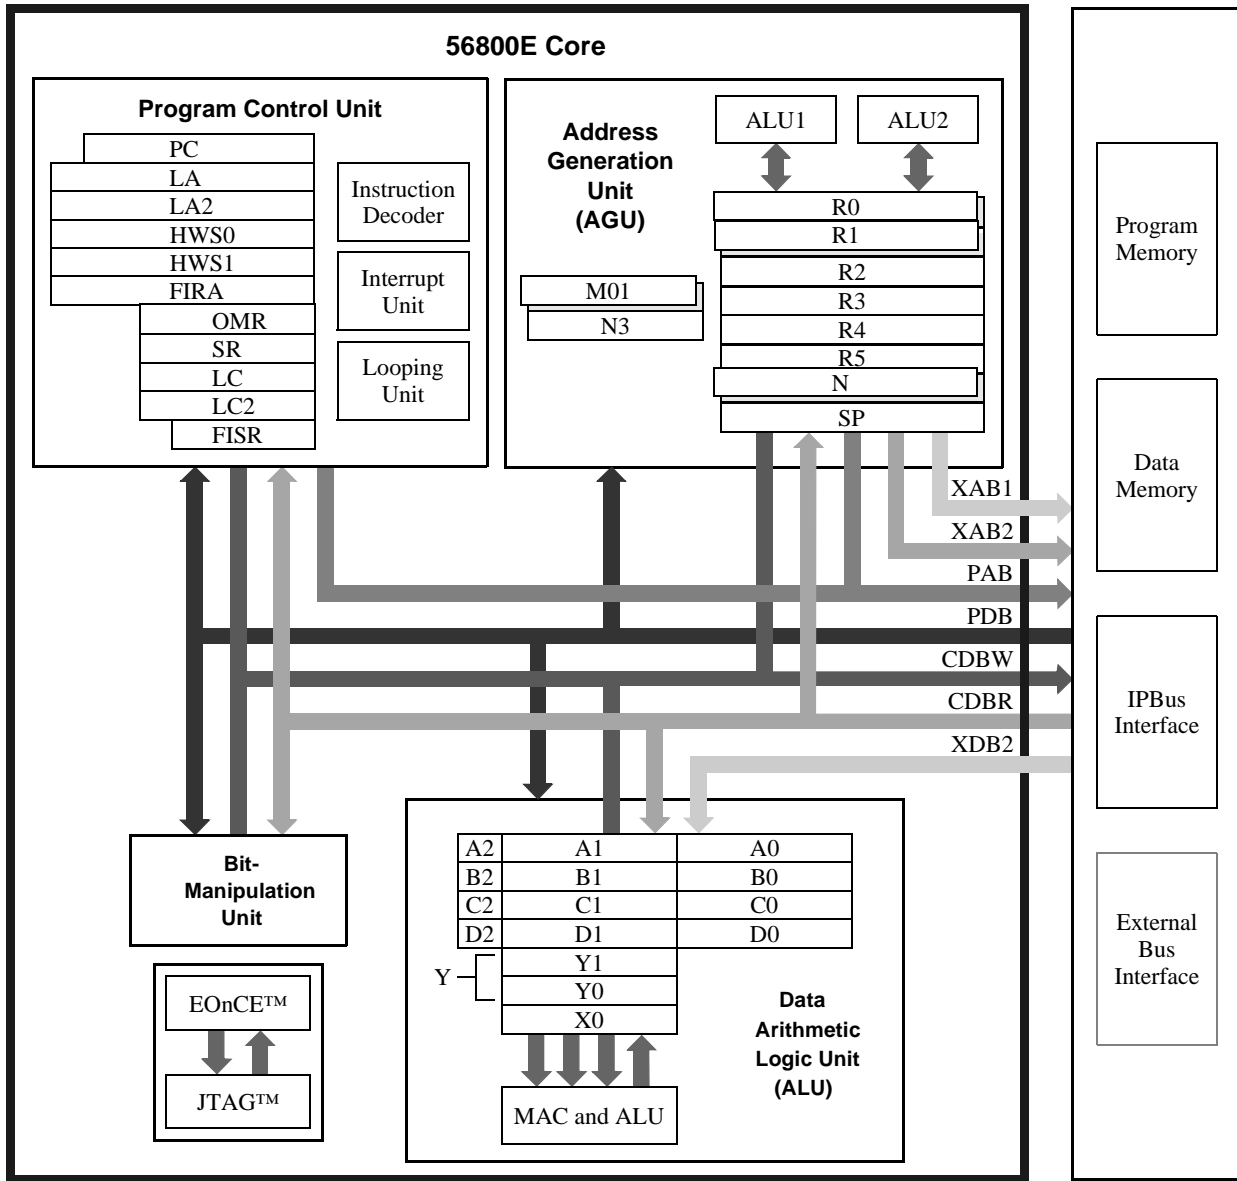 56800E Core
Program Control Unit
PC
LA
LA2
HWS0
HWS1
FIRA
OMR
SR
LC
LC2
FISR
Instruction
Decoder
Interrupt
Unit
Looping
Unit
Address
Generation
Unit
(AGU)
ALU1
ALU2
R0
R1
R2
R3
R4
R5
N
SP
M01
N3
XAB1
XAB2
PAB
PDB
CDBW
CDBR
XDB2
Program
Memory
Data
Memory
IPBus
Interface
External
Bus
Interface
Bit-
Manipulation
Unit
EOnCE™
JTAG™
A2 A1 A0
B2 B1 B0
C2 C1 C0
D2 D1 D0
Y
Y1
Y0
X0
MAC and ALU
Data
Arithmetic
Logic Unit
(ALU)